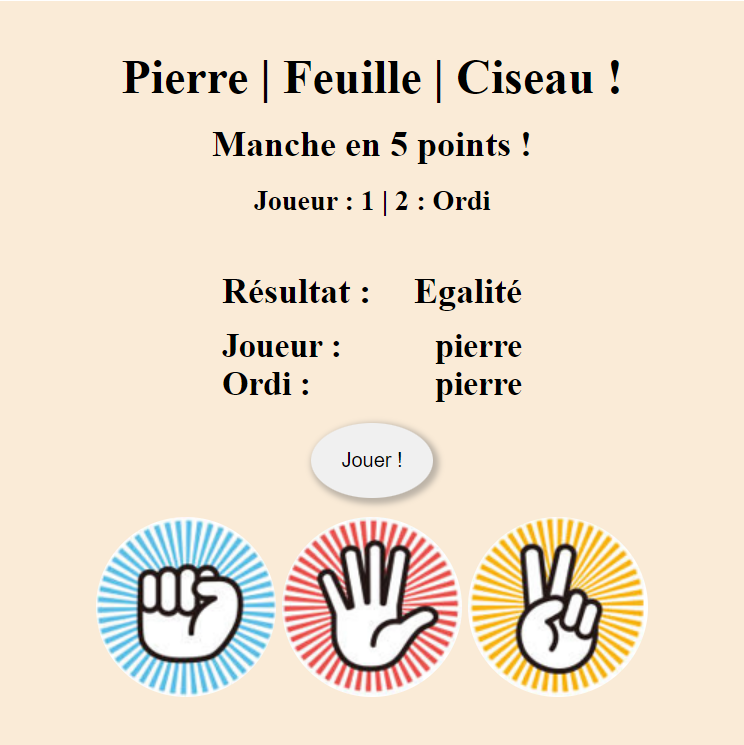 Pierre | Feuille | Ciseau !
Manche en 5 points !
Joueur : 1 | 2 : Ordi
Résultat : Egalité
Joueur : pierre
Ordi : pierre
Jouer !